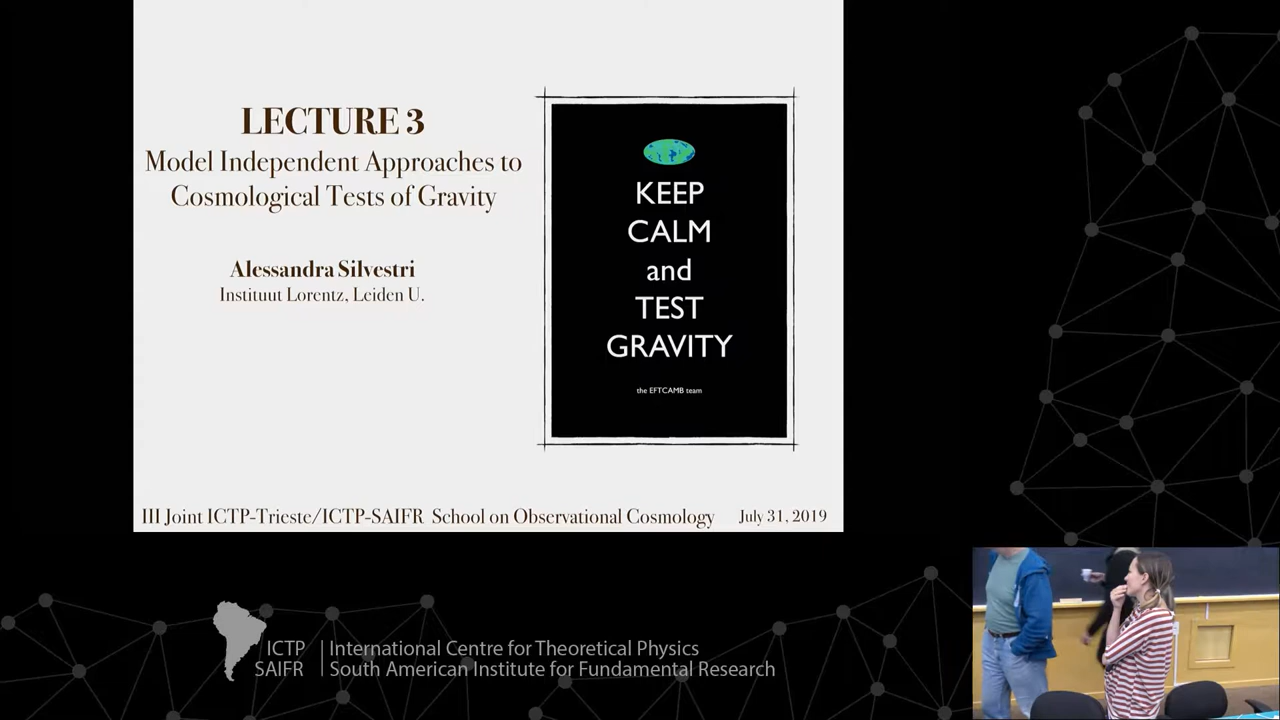 LECTURE 3
Model Independent Approaches to
Cosmological Tests of Gravity
Alessandra Silvestri
Instituut Lorentz, Leiden U.
KEEP
CALM
and
TEST
GRAVITY
the EFTCAMB team
III Joint ICTP-Trieste/ICTP-SAIFR School on Observational Cosmology
July 31, 2019
ICTP
SAIFR
International Centre for Theoretical Physics
South American Institute for Fundamental Research